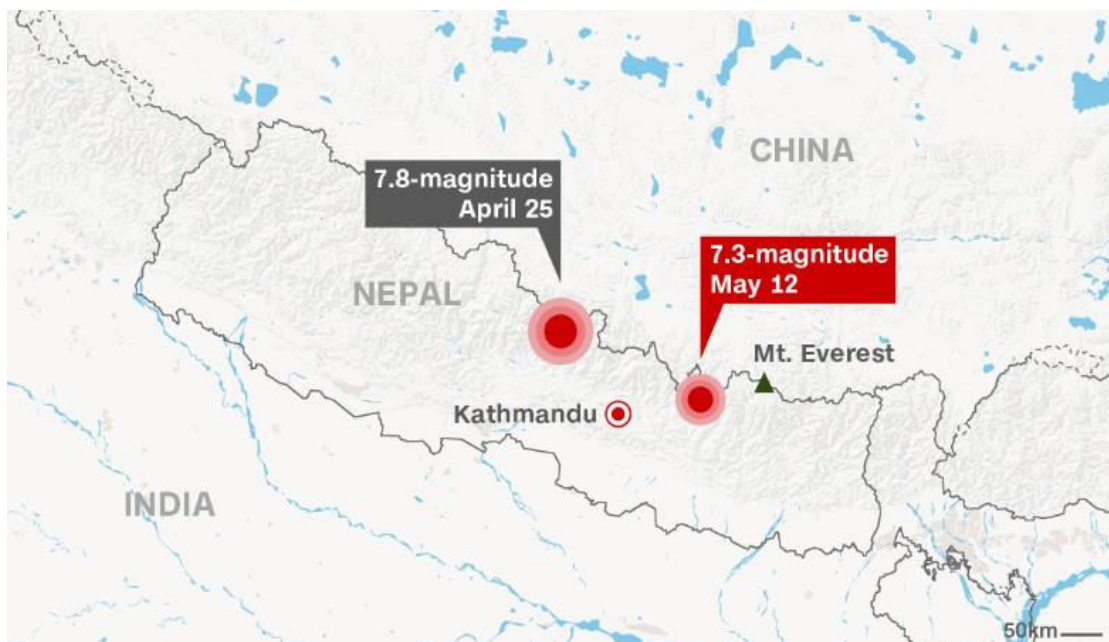 CHINA
7.8-magnitude
April 25
7.3-magnitude
May 12
NEPAL
Mt. Everest
Kathmandu
INDIA
50km